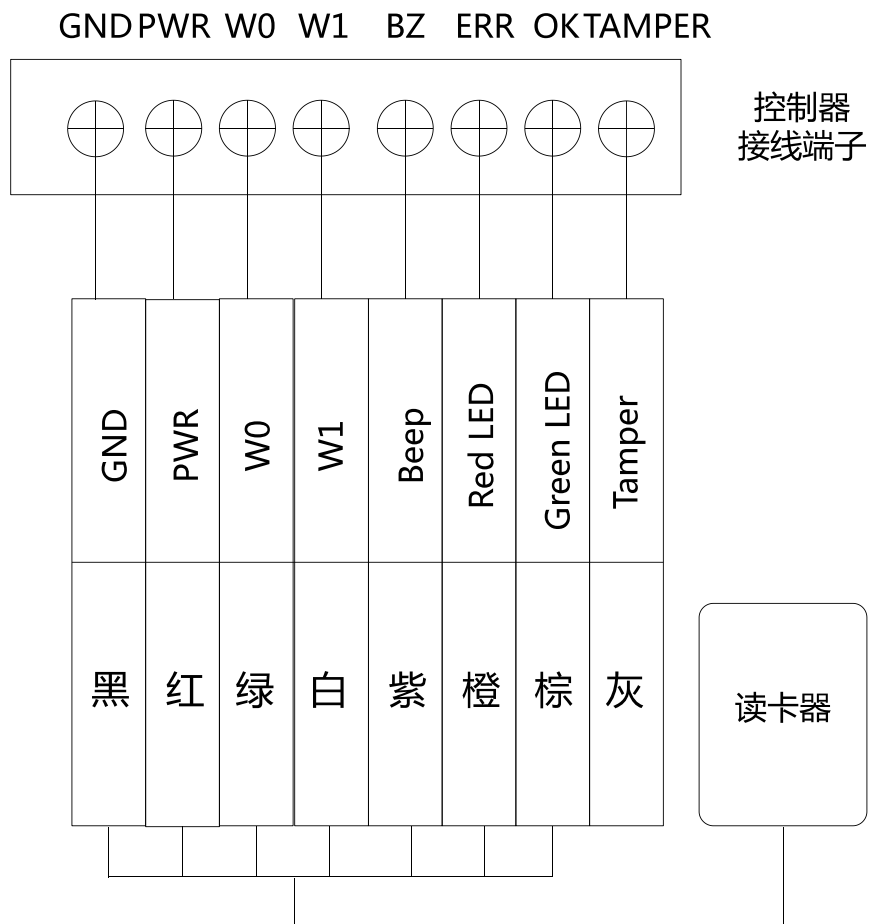 GND PWR W0 W1 BZ ERR OK TAMPER
控制器
接线端子
GND PWR W0 W1 Beep Red LED Green LED Tamper
黑 红 绿 白 紫 橙 棕 灰
读卡器